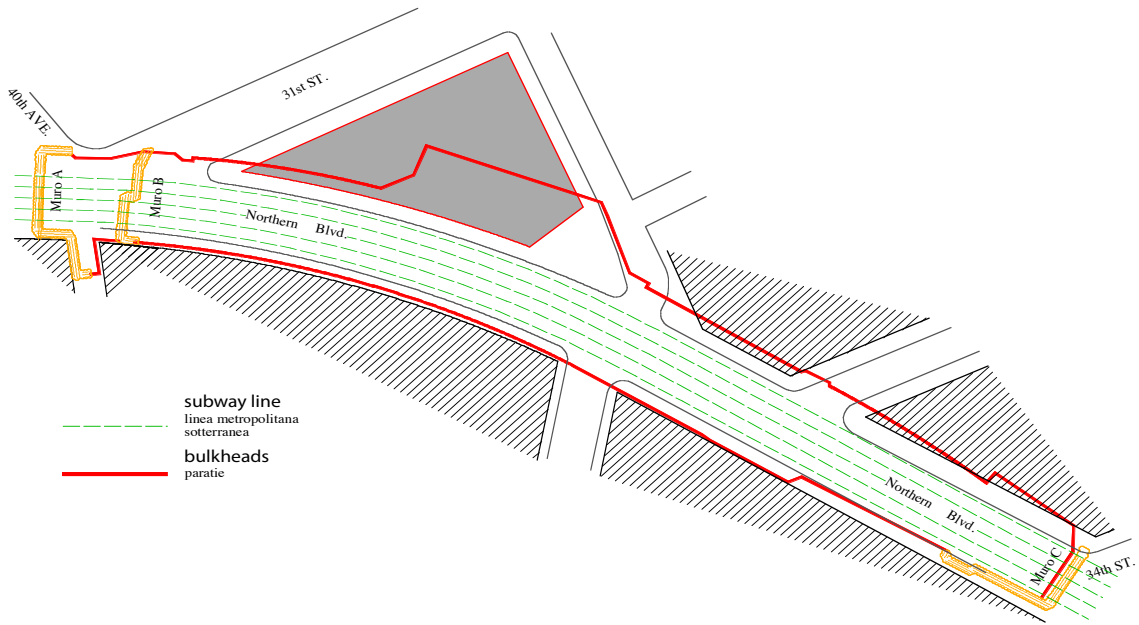 40th AVE.
31st ST.
Muro A
Muro B
Northern Blvd.
subway line
linea metropolitana
sotterranea
bulkheads
paratie
Northern Blvd.
Muro C
34th ST.